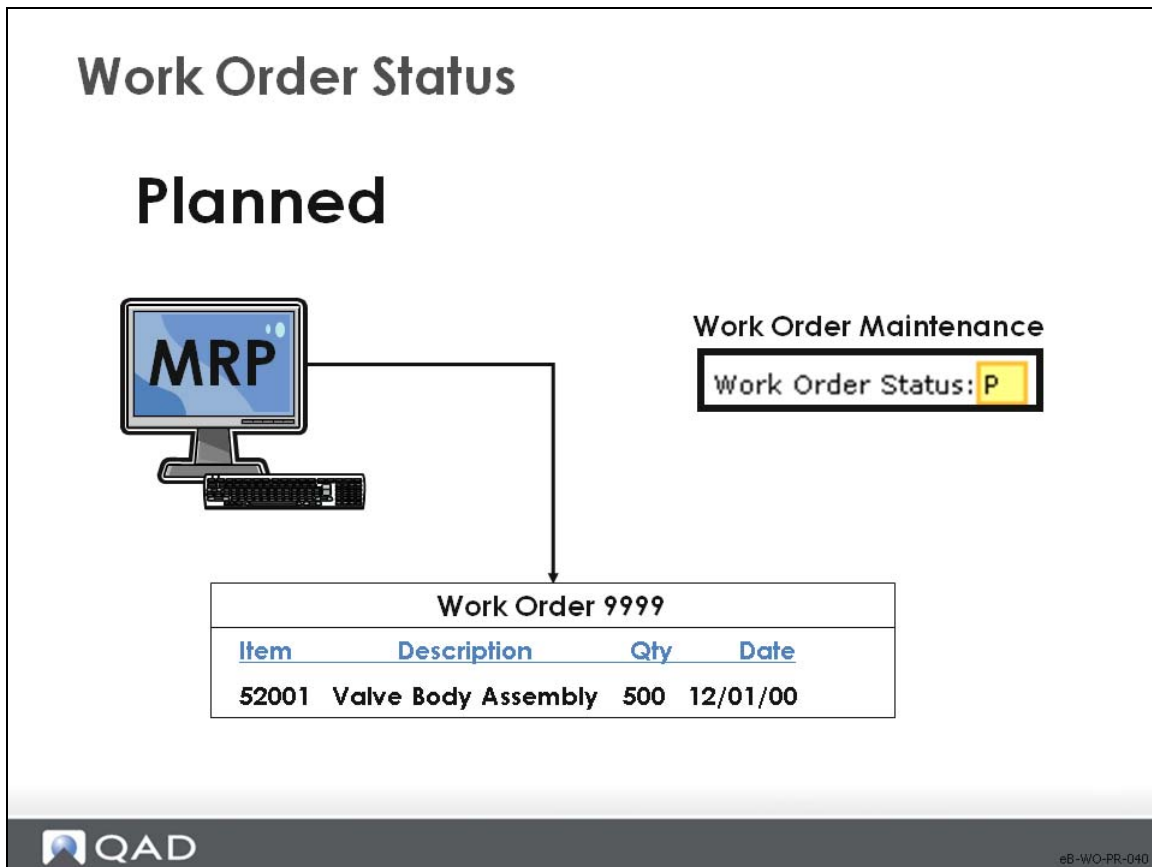 Work Order Status
Planned
MRP
Work Order Maintenance
Work Order Status: P
Work Order 9999
Item Description Qty Date
52001 Valve Body Assembly 500 12/01/00
QAD
eB-WO-PR-040